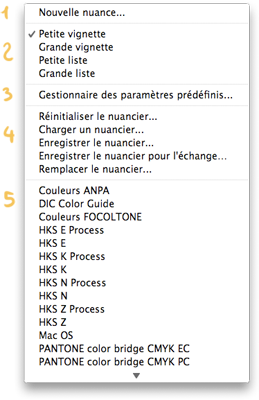 1 Nouvelle nuance...
2 Petite vignette
Grande vignette
Petite liste
Grande liste
3 Gestionnaire des paramètres prédéfinis...
4 Réinitialiser le nuancier...
Charger un nuancier...
Enregistrer le nuancier...
Enregistrer le nuancier pour l'échange...
Remplacer le nuancier...
5 Couleurs ANPA
DIC Color Guide
Couleurs FOCOLTONE
HKS E Process
HKS E
HKS K Process
HKS K
HKS N Process
HKS N
HKS Z Process
HKS Z
Mac OS
PANTONE color bridge CMYK EC
PANTONE color bridge CMYK PC